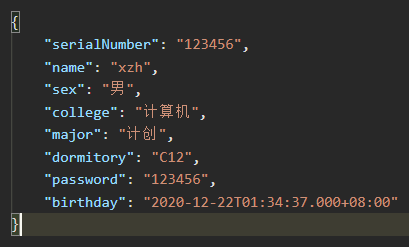 {
"serialNumber": "123456",
"name": "xzh",
"sex": "男",
"college": "计算机",
"major": "计创",
"dormitory": "C12",
"password": "123456",
"birthday": "2020-12-22T01:34:37.000+08:00"
}